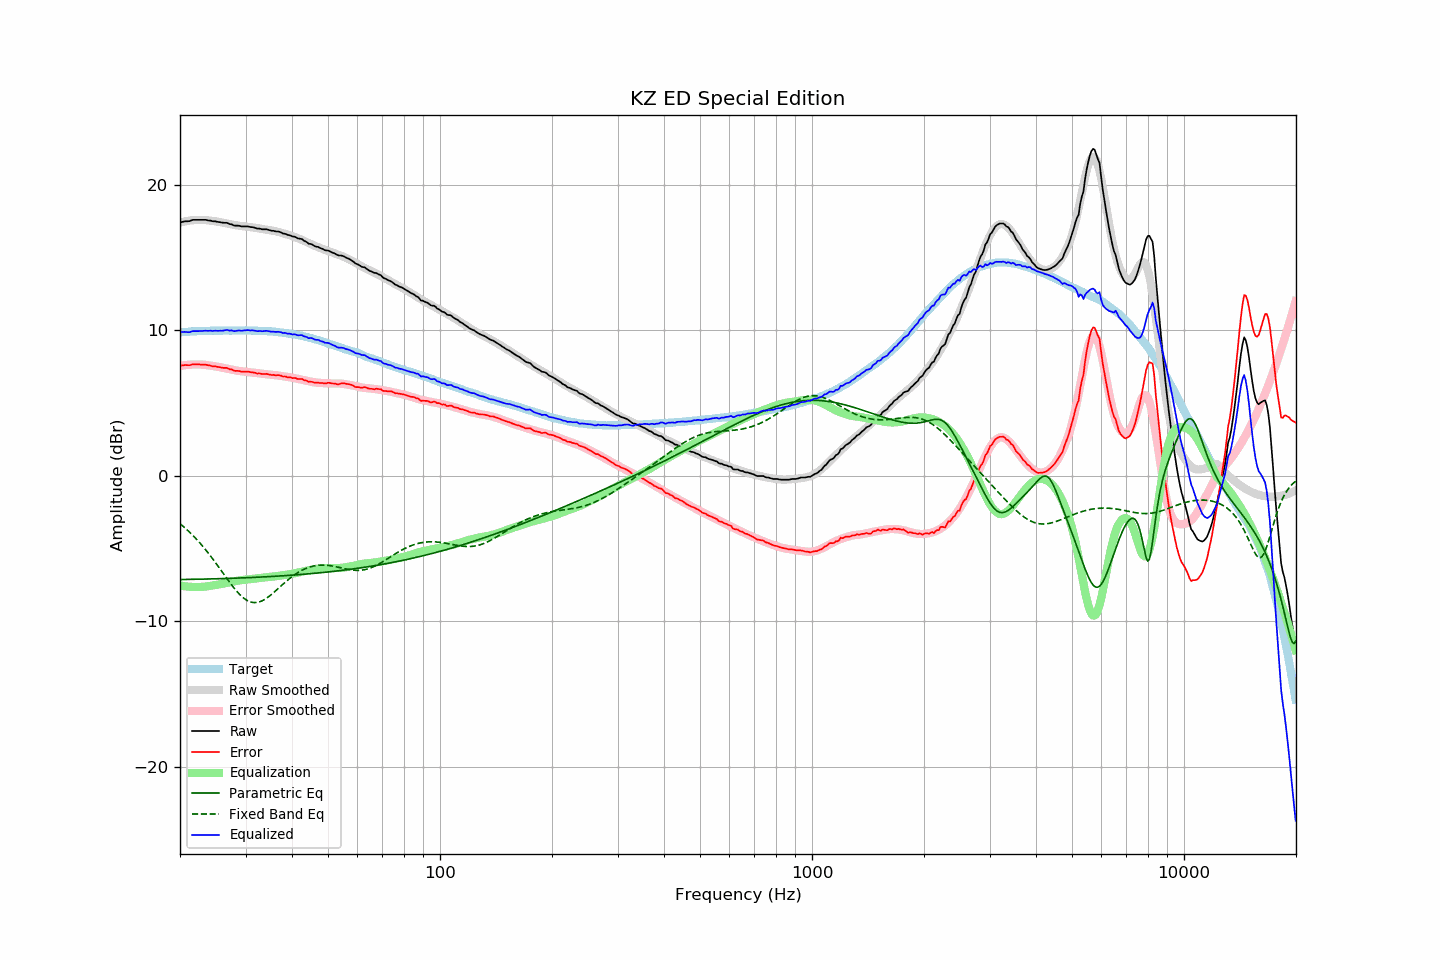 KZ ED Special Edition
Amplitude (dBr)
20
10
0
−10
−20
Target
Raw Smoothed
Error Smoothed
Raw
Error
Equalization
Parametric Eq
Fixed Band Eq
Equalized
100
1000
10000
Frequency (Hz)